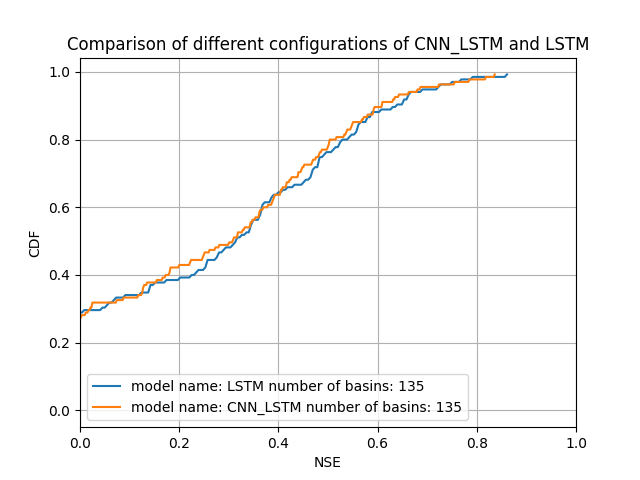 Comparison of different configurations of CNN_LSTM and LSTM
1.0
0.8
0.6
0.4
0.2
0.0
CDF
model name: LSTM number of basins: 135
model name: CNN_LSTM number of basins: 135
0.0 0.2 0.4 0.6 0.8 1.0
NSE